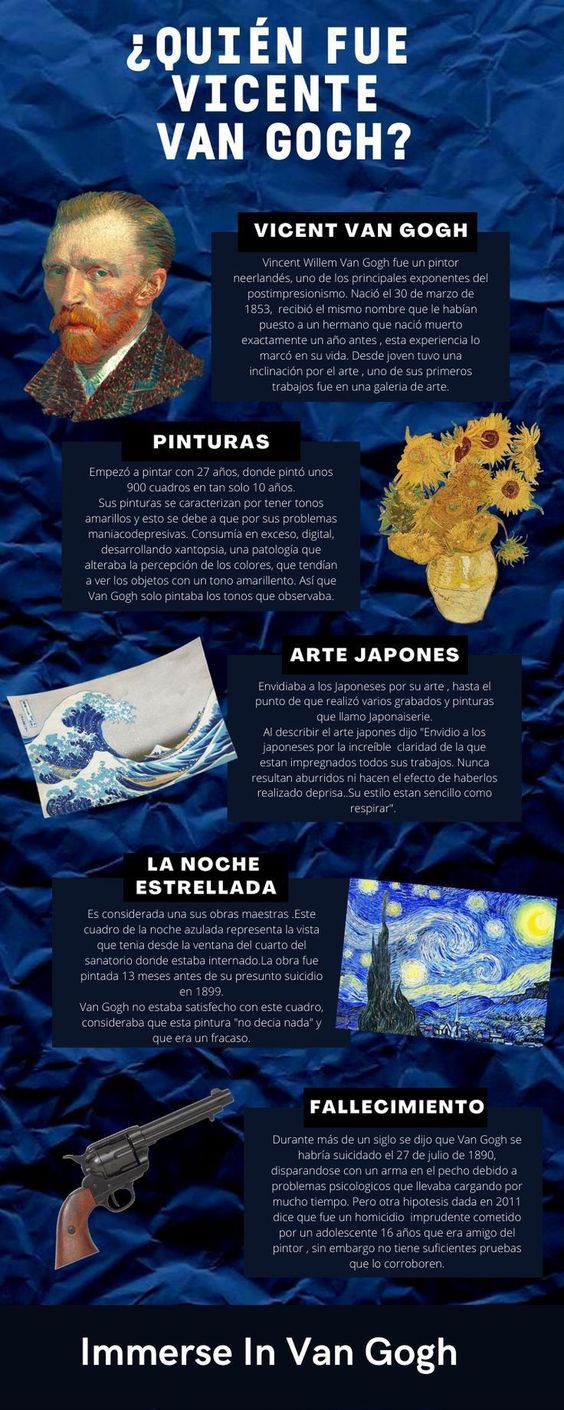 ¿QUIÉN FUE
VICENTE
VAN GOGH?
VICENT VAN GOGH
Vincent Willem Van Gogh fue un pintor
neerlandés, uno de los principales exponentes del
postimpresionismo. Nació el 30 de marzo de
1853,  recibió el mismo nombre que le habían
puesto a un hermano que nació muerto
exactamente un año antes , esta experiencia lo
marcó en su vida. Desde joven tuvo una
inclinación por el arte , uno de sus primeros
trabajos fue en una galeria de arte.
PINTURAS
Empezó a pintar con 27 años, donde pintó unos
900 cuadros en tan solo 10 años.
Sus pinturas se caracterizan por tener tonos
amarillos y esto se debe a que por sus problemas
maniacodepresivas. Consumía en exceso, digital,
desarrollando xantopsia, una patología que
alteraba la percepción de los colores, que tendían
a ver los objetos con un tono amarillento. Así que
Van Gogh solo pintaba los tonos que observaba.
ARTE JAPONES
Envidiaba a los Japoneses por su arte , hasta el
punto de que realizó varios grabados y pinturas
que llamo Japonaiserie.
Al describir el arte japones dijo "Envidio a los
japoneses por la increíble  claridad de la que
estan impregnados todos sus trabajos. Nunca
resultan aburridos ni hacen el efecto de haberlos
realizado deprisa..Su estilo estan sencillo como
respirar".
LA NOCHE
ESTRELLADA
Es considerada una sus obras maestras .Este
cuadro de la noche azulada representa la vista
que tenia desde la ventana del cuarto del
sanatorio donde estaba internado.La obra fue
pintada 13 meses antes de su presunto suicidio
en 1899.
Van Gogh no estaba satisfecho con este cuadro,
consideraba que esta pintura "no decia nada" y
que era un fracaso.
FALLECIMIENTO
Durante más de un siglo se dijo que Van Gogh se
habría suicidado el 27 de julio de 1890,
disparandose con un arma en el pecho debido a
problemas psicologicos que llevaba cargando por
mucho tiempo. Pero otra hipotesis dada en 2011
dice que fue un homicidio  imprudente cometido
por un adolescente 16 años que era amigo del
pintor , sin embargo no tiene suficientes pruebas
que lo corroboren.
Immerse In Van Gogh